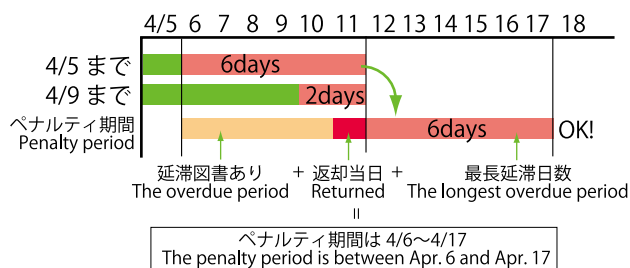 4/5 6 7 8 9 10 11 12 13 14 15 16 17 18
4/5 まで 6days
4/9 まで 2days
ペナルティ期間
Penalty period
6days OK!
延滞図書あり + 返却当日 + 最長延滞日数
The overdue period Returned The longest overdue period
=
ペナルティ期間は 4/6〜4/17
The penalty period is between Apr. 6 and Apr. 17